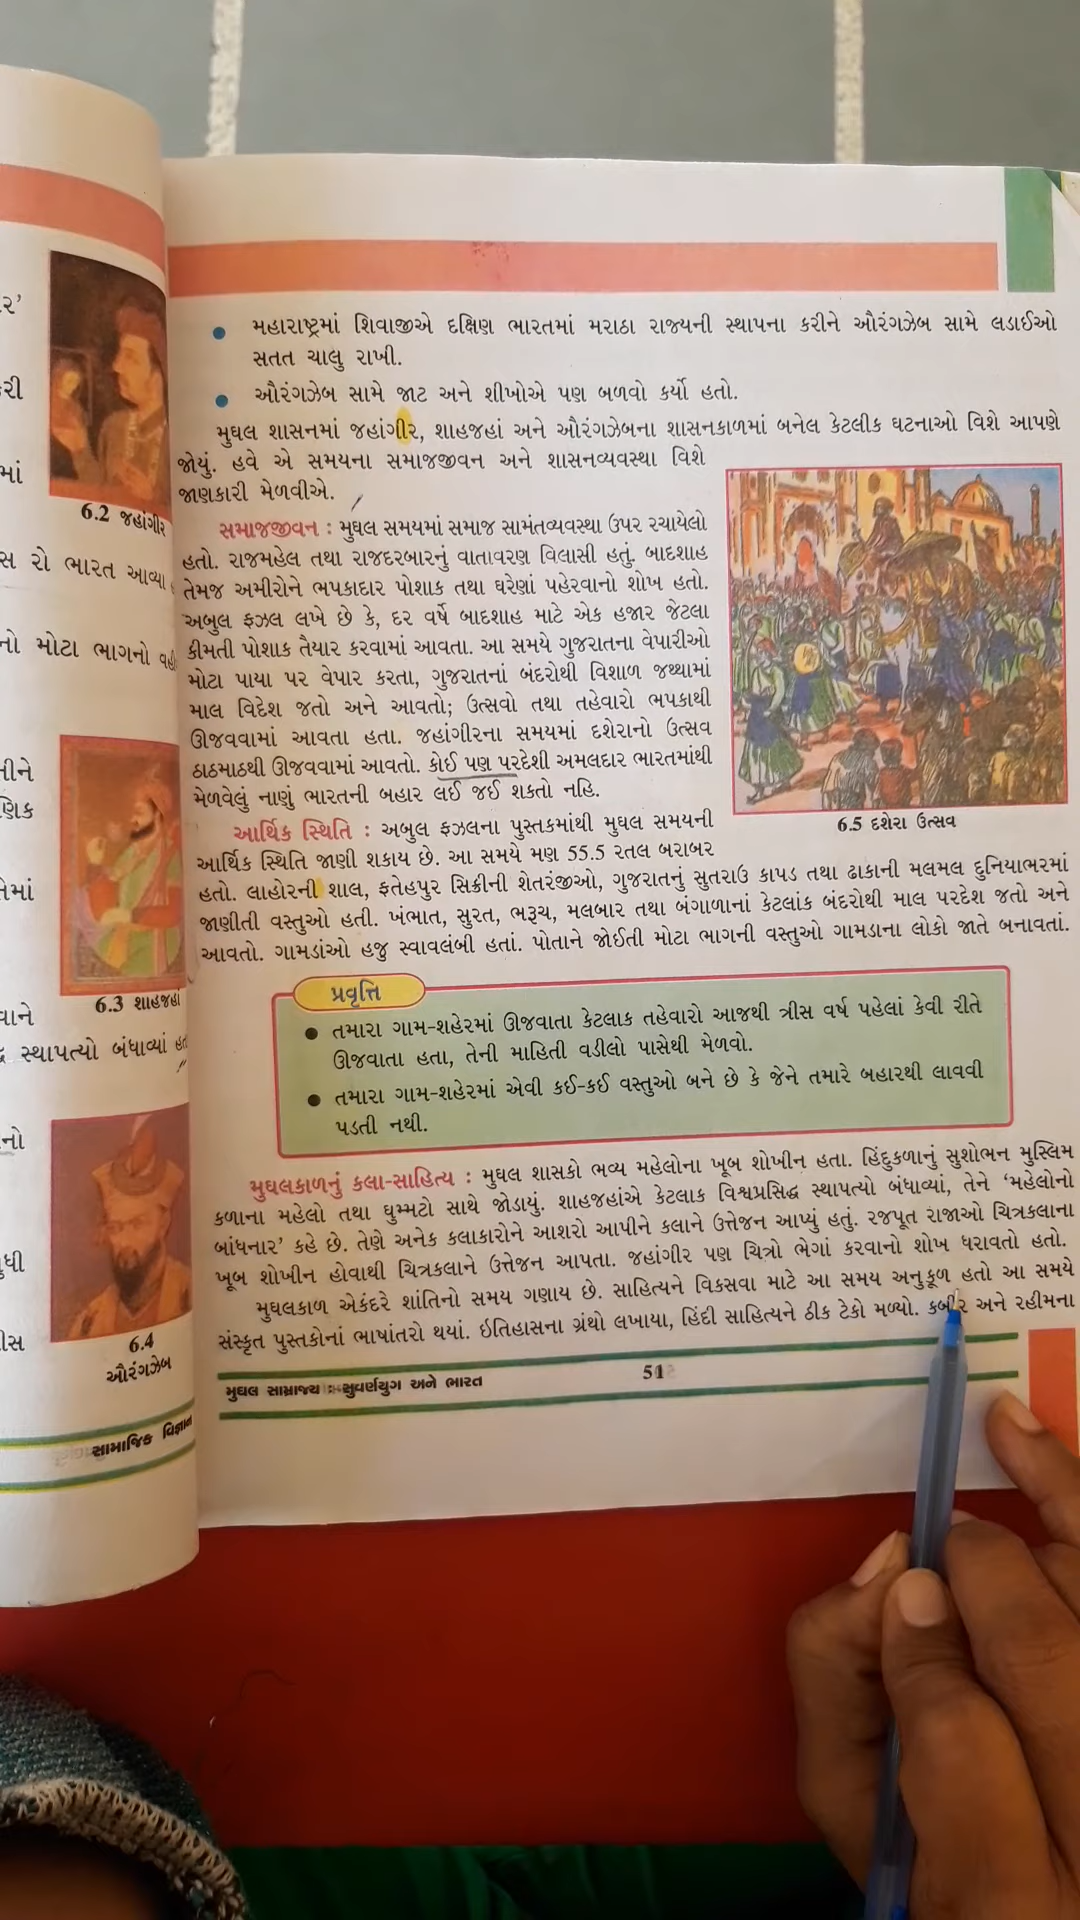 ર'
રી
માં
6.2 જહાંગીર
સ રો ભારત આવ્યા
નો મોટા ભાગનો
ીને
ણિક
તેમાં
6.3 શાહજહાં
વાને
સ્થાપત્યો બંધાવ્યાં
નો
ુધી
ીસ
6.4
ઔરંગઝેબ
સામાજિક વિજ્ઞાન
• મહારાષ્ટ્રમાં શિવાજીએ દક્ષિણ ભારતમાં મરાઠા રાજ્યની સ્થાપના કરીને ઔરંગઝેબ સામે લડાઈઓ
સતત ચાલુ રાખી.
• ઔરંગઝેબ સામે જાટ અને શીખોએ પણ બળવો કર્યો હતો.
મુઘલ શાસનમાં જહાંગીર, શાહજહાં અને ઔરંગઝેબના શાસનકાળમાં બનેલ કેટલીક ઘટનાઓ વિશે આપણે
જોયું. હવે એ સમયના સમાજજીવન અને શાસનવ્યવસ્થા વિશે
જાણકારી મેળવીએ.
સમાજજીવન : મુઘલ સમયમાં સમાજ સામંતવ્યવસ્થા ઉપર રચાયેલો
હતો. રાજમહેલ તથા રાજદરબારનું વાતાવરણ વિલાસી હતું. બાદશાહ
તેમજ અમીરોને ભપકાદાર પોશાક તથા ઘરેણાં પહેરવાનો શોખ હતો.
અબુલ ફઝલ લખે છે કે, દર વર્ષે બાદશાહ માટે એક હજાર જેટલા
કીમતી પોશાક તૈયાર કરવામાં આવતા. આ સમયે ગુજરાતના વેપારીઓ
મોટા પાયા પર વેપાર કરતા, ગુજરાતનાં બંદરોથી વિશાળ જથ્થામાં
માલ વિદેશ જતો અને આવતો; ઉત્સવો તથા તહેવારો ભપકાથી
ઊજવવામાં આવતા હતા. જહાંગીરના સમયમાં દશેરાનો ઉત્સવ
ઠાઠમાઠથી ઊજવવામાં આવતો. કોઈ પણ પરદેશી અમલદાર ભારતમાંથી
મેળવેલું નાણું ભારતની બહાર લઈ જઈ શકતો નહિ.
6.5 દશેરા ઉત્સવ
આર્થિક સ્થિતિ : અબુલ ફઝલના પુસ્તકમાંથી મુઘલ સમયની
આર્થિક સ્થિતિ જાણી શકાય છે. આ સમયે મણ 55.5 રતલ બરાબર
હતો. લાહોરની શાલ, ફતેહપુર સિક્રીની શેતરંજીઓ, ગુજરાતનું સુતરાઉ કાપડ તથા ઢાકાની મલમલ દુનિયાભરમાં
જાણીતી વસ્તુઓ હતી. ખંભાત, સુરત, ભરૂચ, મલબાર તથા બંગાળાનાં કેટલાંક બંદરોથી માલ પરદેશ જતો અને
આવતો. ગામડાંઓ હજુ સ્વાવલંબી હતાં. પોતાને જોઈતી મોટા ભાગની વસ્તુઓ ગામડાના લોકો જાતે બનાવતાં.
પ્રવૃત્તિ
• તમારા ગામ-શહેરમાં ઊજવાતા કેટલાક તહેવારો આજથી ત્રીસ વર્ષ પહેલાં કેવી રીતે
ઊજવાતા હતા, તેની માહિતી વડીલો પાસેથી મેળવો.
• તમારા ગામ-શહેરમાં એવી કઈ-કઈ વસ્તુઓ બને છે કે જેને તમારે બહારથી લાવવી
પડતી નથી.
મુઘલકાળનું કલા-સાહિત્ય : મુઘલ શાસકો ભવ્ય મહેલોના ખૂબ શોખીન હતા. હિંદુકળાનું સુશોભન મુસ્લિમ
કળાના મહેલો તથા ઘુમ્મટો સાથે જોડાયું. શાહજહાંએ કેટલાક વિશ્વપ્રસિદ્ધ સ્થાપત્યો બંધાવ્યાં, તેને 'મહેલોનો
બાંધનાર' કહે છે. તેણે અનેક કલાકારોને આશરો આપીને કલાને ઉત્તેજન આપ્યું હતું. રજપૂત રાજાઓ ચિત્રકલાના
ખૂબ શોખીન હોવાથી ચિત્રકલાને ઉત્તેજન આપતા. જહાંગીર પણ ચિત્રો ભેગાં કરવાનો શોખ ધરાવતો હતો.
મુઘલકાળ એકંદરે શાંતિનો સમય ગણાય છે. સાહિત્યને વિકસવા માટે આ સમય અનુકૂળ હતો આ સમયે
સંસ્કૃત પુસ્તકોનાં ભાષાંતરો થયાં. ઇતિહાસના ગ્રંથો લખાયા, હિંદી સાહિત્યને ઠીક ટેકો મળ્યો. કબીર અને રહીમના
મુઘલ સામ્રાજ્ય : સુવર્ણયુગ અને ભારત
51